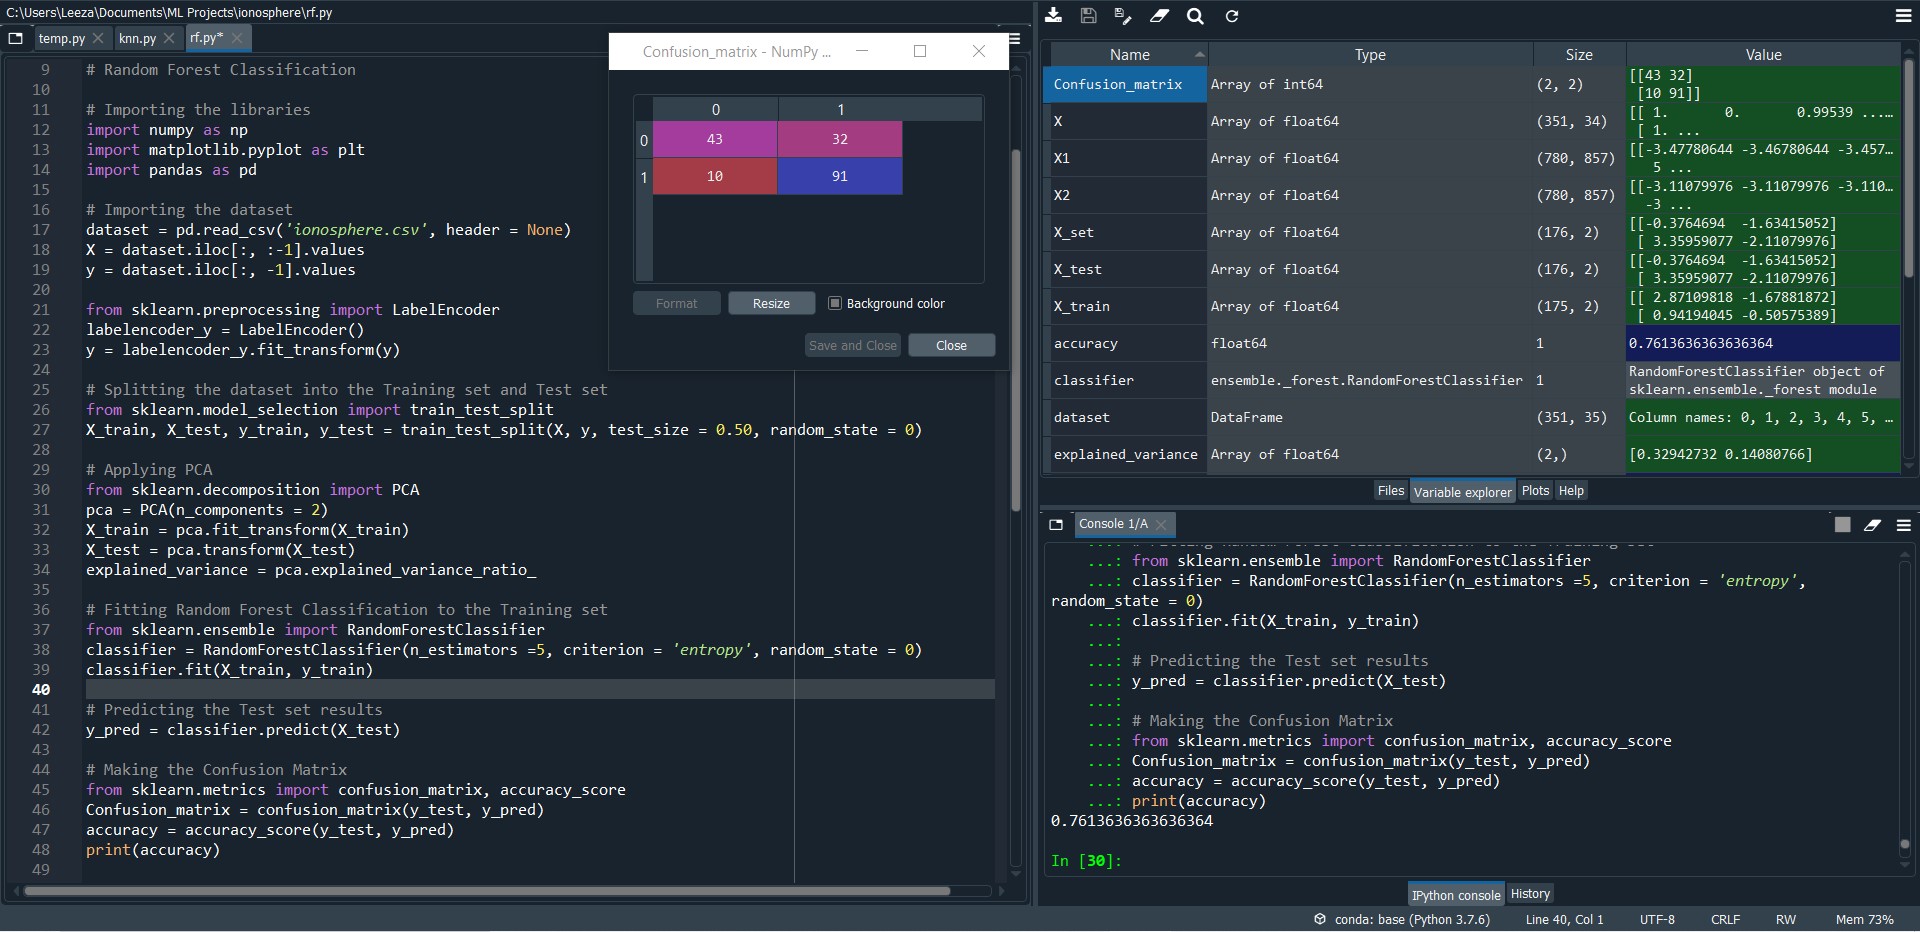 C:\Users\Leeza\Documents\ML Projects\ionosphere\rf.py
temp.py
knn.py
rf.py*
9 # Random Forest Classification
10
11 # Importing the libraries
12 import numpy as np
13 import matplotlib.pyplot as plt
14 import pandas as pd
15
16 # Importing the dataset
17 dataset = pd.read_csv('ionosphere.csv', header = None)
18 X = dataset.iloc[:, :-1].values
19 y = dataset.iloc[:, -1].values
20
21 from sklearn.preprocessing import LabelEncoder
22 labelencoder_y = LabelEncoder()
23 y = labelencoder_y.fit_transform(y)
24
25 # Splitting the dataset into the Training set and Test set
26 from sklearn.model_selection import train_test_split
27 X_train, X_test, y_train, y_test = train_test_split(X, y, test_size = 0.50, random_state = 0)
28
29 # Applying PCA
30 from sklearn.decomposition import PCA
31 pca = PCA(n_components = 2)
32 X_train = pca.fit_transform(X_train)
33 X_test = pca.transform(X_test)
34 explained_variance = pca.explained_variance_ratio_
35
36 # Fitting Random Forest Classification to the Training set
37 from sklearn.ensemble import RandomForestClassifier
38 classifier = RandomForestClassifier(n_estimators =5, criterion = 'entropy', random_state = 0)
39 classifier.fit(X_train, y_train)
40
41 # Predicting the Test set results
42 y_pred = classifier.predict(X_test)
43
44 # Making the Confusion Matrix
45 from sklearn.metrics import confusion_matrix, accuracy_score
46 Confusion_matrix = confusion_matrix(y_test, y_pred)
47 accuracy = accuracy_score(y_test, y_pred)
48 print(accuracy)
49
Confusion_matrix - NumPy ...
0 1
0 43 32
1 10 91
Format Resize Background color
Save and Close Close
Name Type Size Value
Confusion_matrix Array of int64 (2, 2) [[43 32]
[10 91]]
X Array of float64 (351, 34) [[ 1. 0. 0.99539 ...…
[ 1. ...
X1 Array of float64 (780, 857) [[-3.47780644 -3.46780644 -3.457…
5 ...
X2 Array of float64 (780, 857) [[-3.11079976 -3.11079976 -3.110…
-3 ...
X_set Array of float64 (176, 2) [[-0.3764694 -1.63415052]
[ 3.35959077 -2.11079976]
X_test Array of float64 (176, 2) [[-0.3764694 -1.63415052]
[ 3.35959077 -2.11079976]
X_train Array of float64 (175, 2) [[ 2.87109818 -1.67881872]
[ 0.94194045 -0.50575389]
accuracy float64 1 0.7613636363636364
classifier ensemble._forest.RandomForestClassifier 1 RandomForestClassifier object of
sklearn.ensemble._forest module
dataset DataFrame (351, 35) Column names: 0, 1, 2, 3, 4, 5, …
explained_variance Array of float64 (2,) [0.32942732 0.14080766]
Files Variable explorer Plots Help
Console 1/A
...: from sklearn.ensemble import RandomForestClassifier
...: classifier = RandomForestClassifier(n_estimators =5, criterion = 'entropy',
random_state = 0)
...: classifier.fit(X_train, y_train)
...:
...: # Predicting the Test set results
...: y_pred = classifier.predict(X_test)
...:
...: # Making the Confusion Matrix
...: from sklearn.metrics import confusion_matrix, accuracy_score
...: Confusion_matrix = confusion_matrix(y_test, y_pred)
...: accuracy = accuracy_score(y_test, y_pred)
...: print(accuracy)
0.7613636363636364
In [30]:
IPython console History
conda: base (Python 3.7.6) Line 40, Col 1 UTF-8 CRLF RW Mem 73%